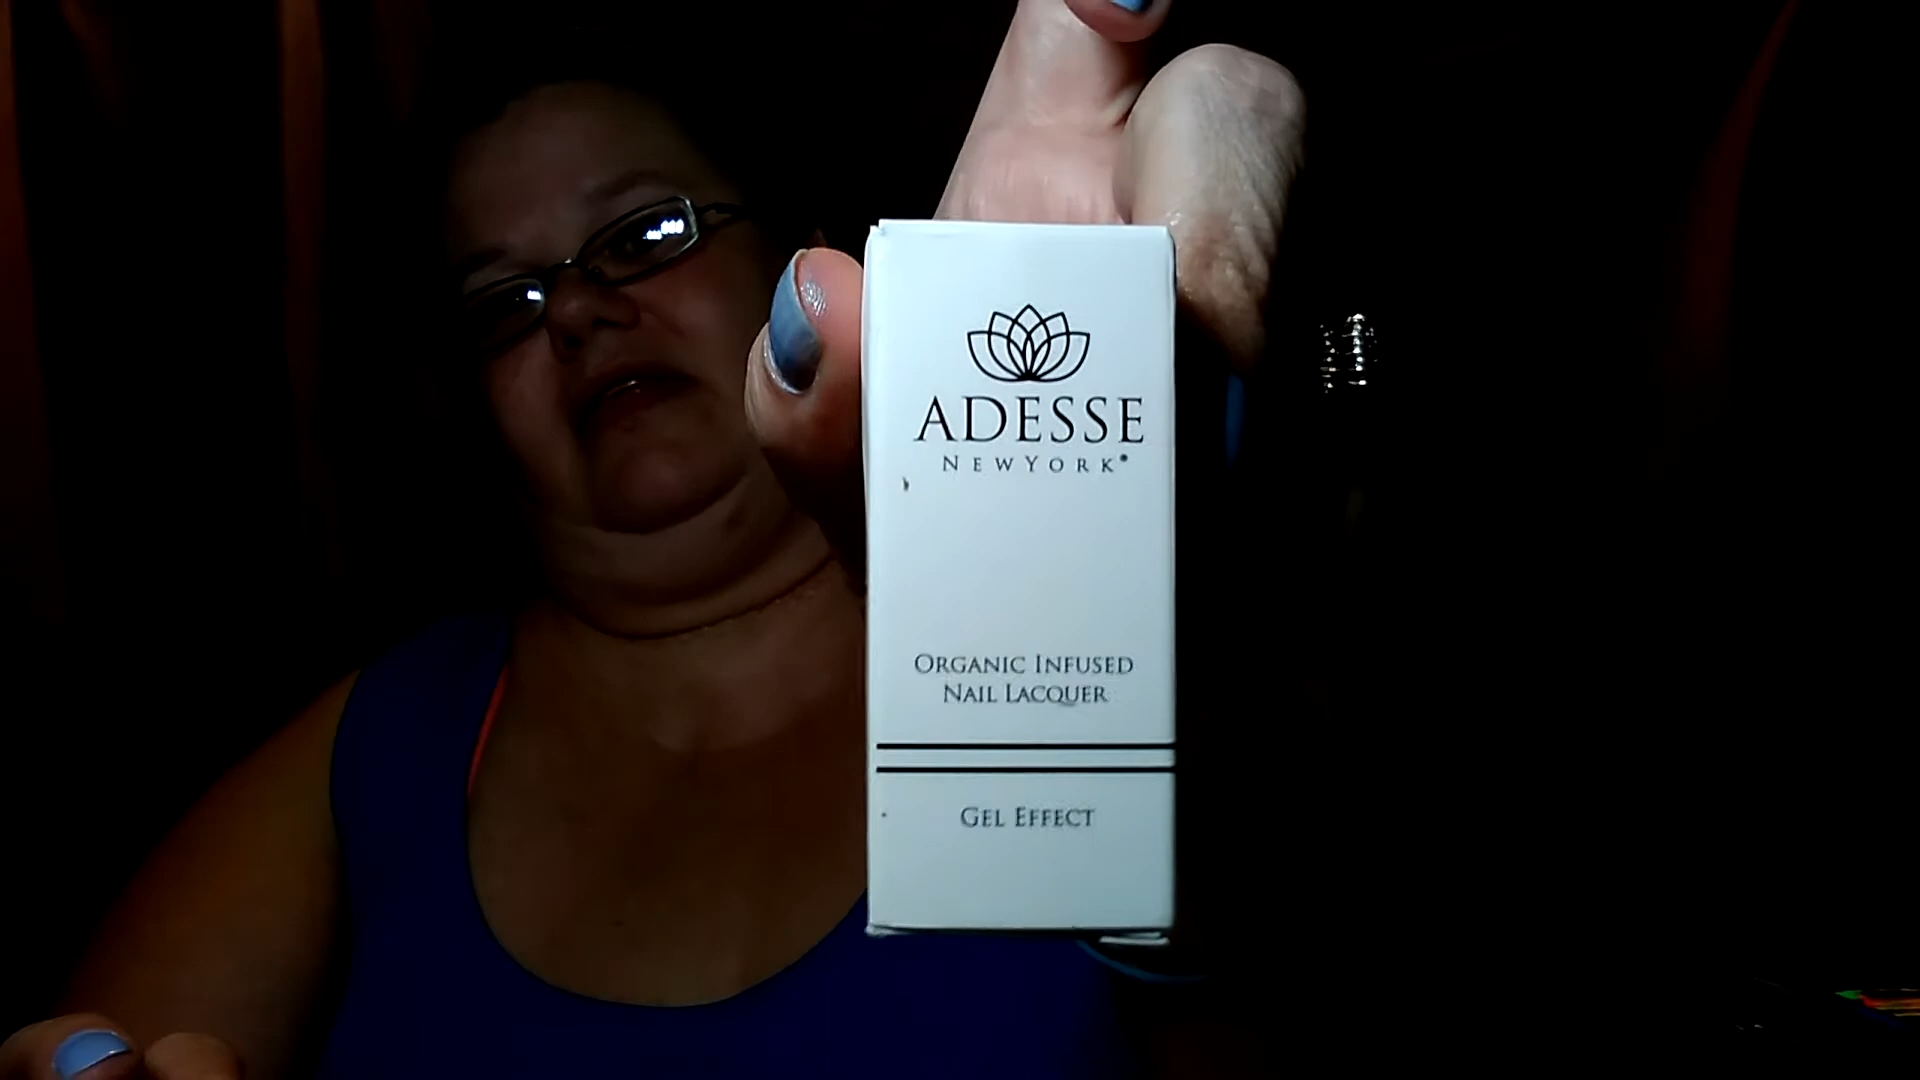 ADESSE
NEWYORK
ORGANIC INFUSED
NAIL LACQUER
GEL EFFECT